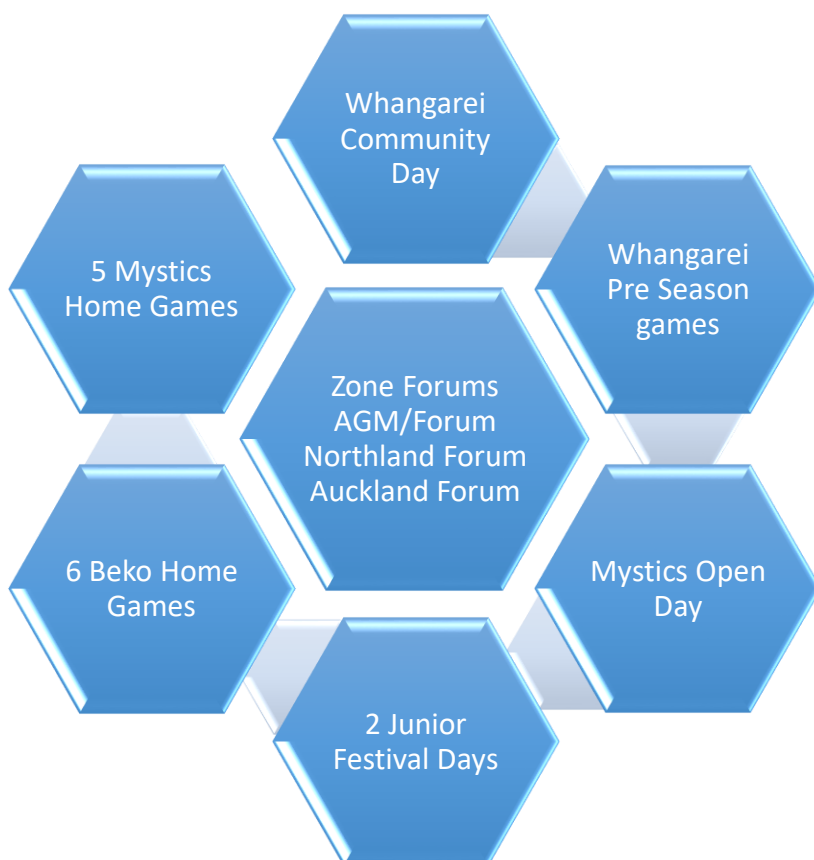 Whangarei
Community
Day
Whangarei
Pre Season
games
Mystics Open
Day
2 Junior
Festival Days
6 Beko Home
Games
5 Mystics
Home Games
Zone Forums
AGM/Forum
Northland Forum
Auckland Forum